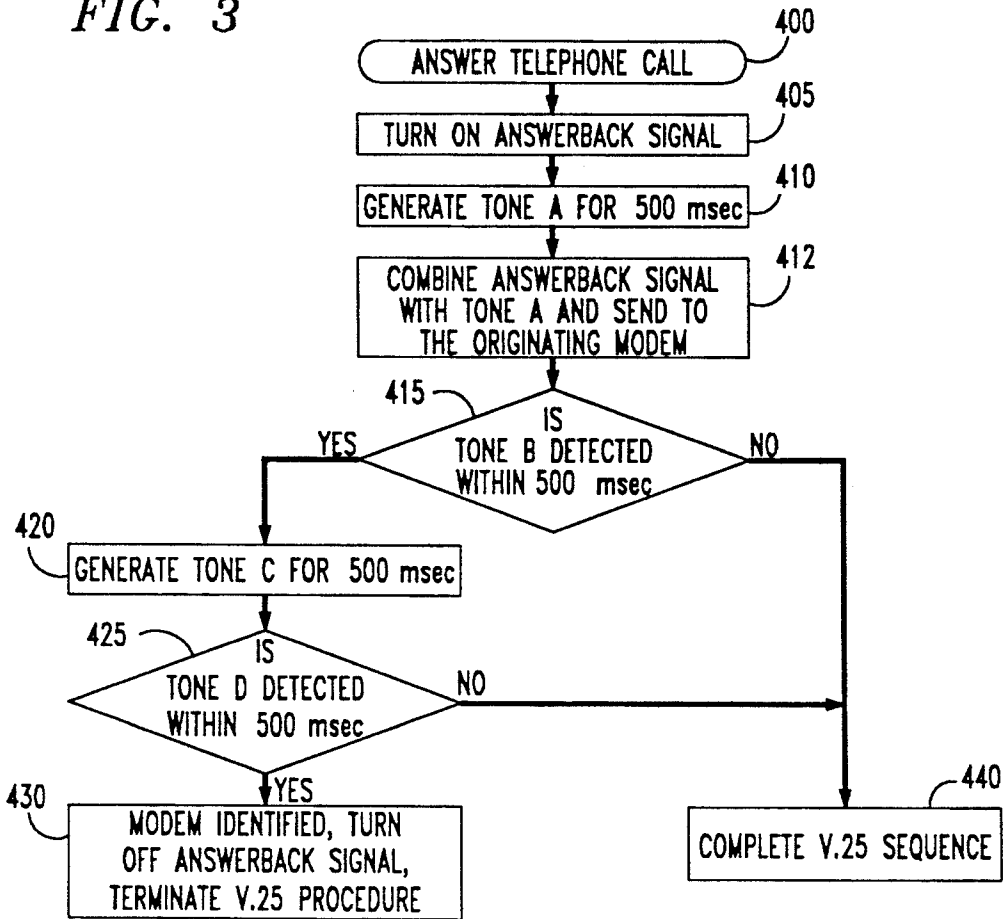 FIG. 3
400
ANSWER TELEPHONE CALL
405
TURN ON ANSWERBACK SIGNAL
410
GENERATE TONE A FOR 500 msec
412
COMBINE ANSWERBACK SIGNAL
WITH TONE A AND SEND TO
THE ORIGINATING MODEM
415
IS
TONE B DETECTED
WITHIN 500 msec
YES
NO
420
GENERATE TONE C FOR 500 msec
425
IS
TONE D DETECTED
WITHIN 500 msec
NO
YES
430
MODEM IDENTIFIED, TURN
OFF ANSWERBACK SIGNAL,
TERMINATE V.25 PROCEDURE
440
COMPLETE V.25 SEQUENCE